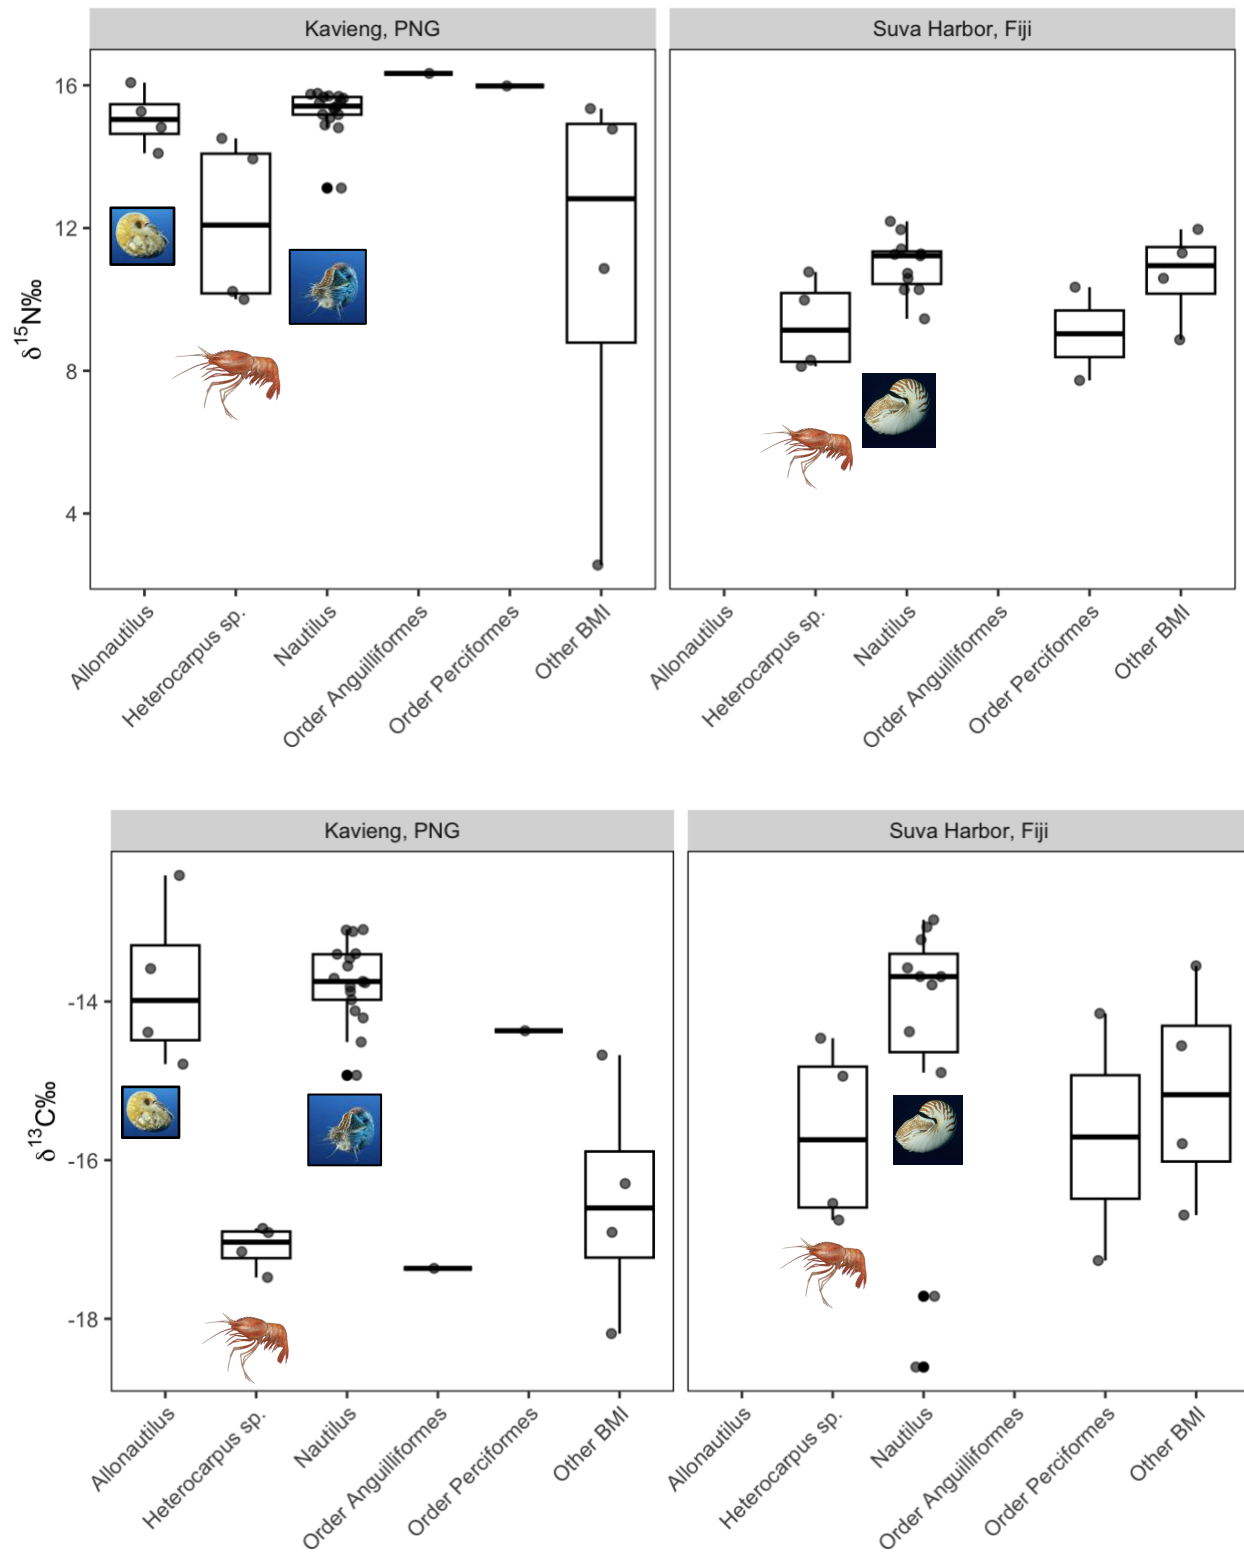 Kavieng, PNG
Suva Harbor, Fiji
δ15N‰
16
12
8
4
Allonautilus
Heterocarpus sp.
Nautilus
Order Anguilliformes
Order Perciformes
Other BMI
Allonautilus
Heterocarpus sp.
Nautilus
Order Anguilliformes
Order Perciformes
Other BMI
Kavieng, PNG
Suva Harbor, Fiji
δ13C‰
-14
-16
-18
Allonautilus
Heterocarpus sp.
Nautilus
Order Anguilliformes
Order Perciformes
Other BMI
Allonautilus
Heterocarpus sp.
Nautilus
Order Anguilliformes
Order Perciformes
Other BMI